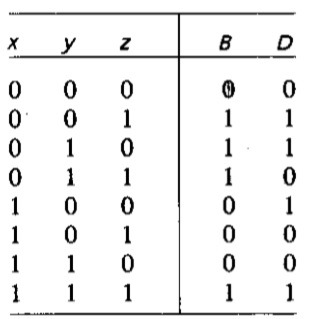 x y z B D
0 0 0 0 0
0 0 1 1 1
0 1 0 1 1
0 1 1 1 0
1 0 0 0 1
1 0 1 0 0
1 1 0 0 0
1 1 1 1 1